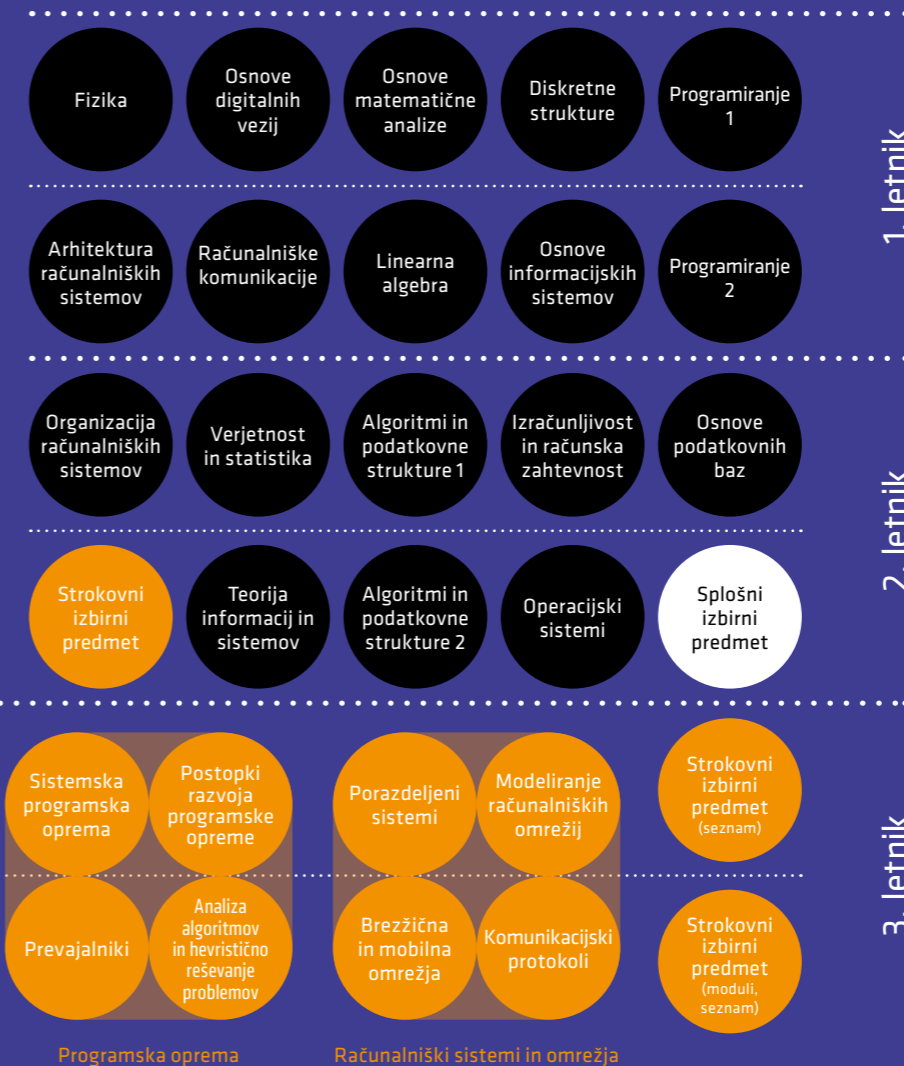 Fizika
Osnove
digitalnih
vezij
Osnove
matematične
analize
Diskretne
strukture
Programiranje
1
1. letnik
Arhitektura
računalniških
sistemov
Računalniške
komunikacije
Linearna
algebra
Osnove
informacijskih
sistemov
Programiranje
2
Organizacija
računalniških
sistemov
Verjetnost
in statistika
Algoritmi in
podatkovne
strukture 1
Izračunljivost
in računska
zahtevnost
Osnove
podatkovnih
baz
2. letnik
Strokovni
izbirni
predmet
Teorija
informacij in
sistemov
Algoritmi in
podatkovne
strukture 2
Operacijski
sistemi
Splošni
izbirni
predmet
Sistemska
programska
oprema
Postopki
razvoja
programske
opreme
Porazdeljeni
sistemi
Modeliranje
računalniških
omrežij
Strokovni
izbirni
predmet
(seznam)
3. letnik
Prevajalniki
Analiza
algoritmov
in hevristično
reševanje
problemov
Brezžična
in mobilna
omrežja
Komunikacijski
protokoli
Strokovni
izbirni
predmet
(moduli,
seznam)
Programska oprema
Računalniški sistemi in omrežja